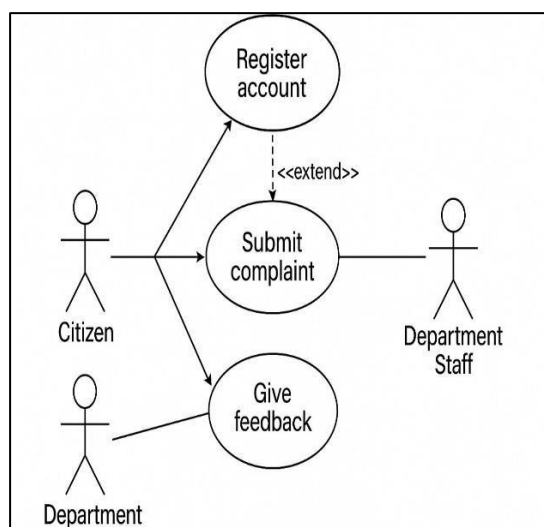 Register
account
<<extend>>
Submit
complaint
Citizen
Department
Staff
Give
feedback
Department